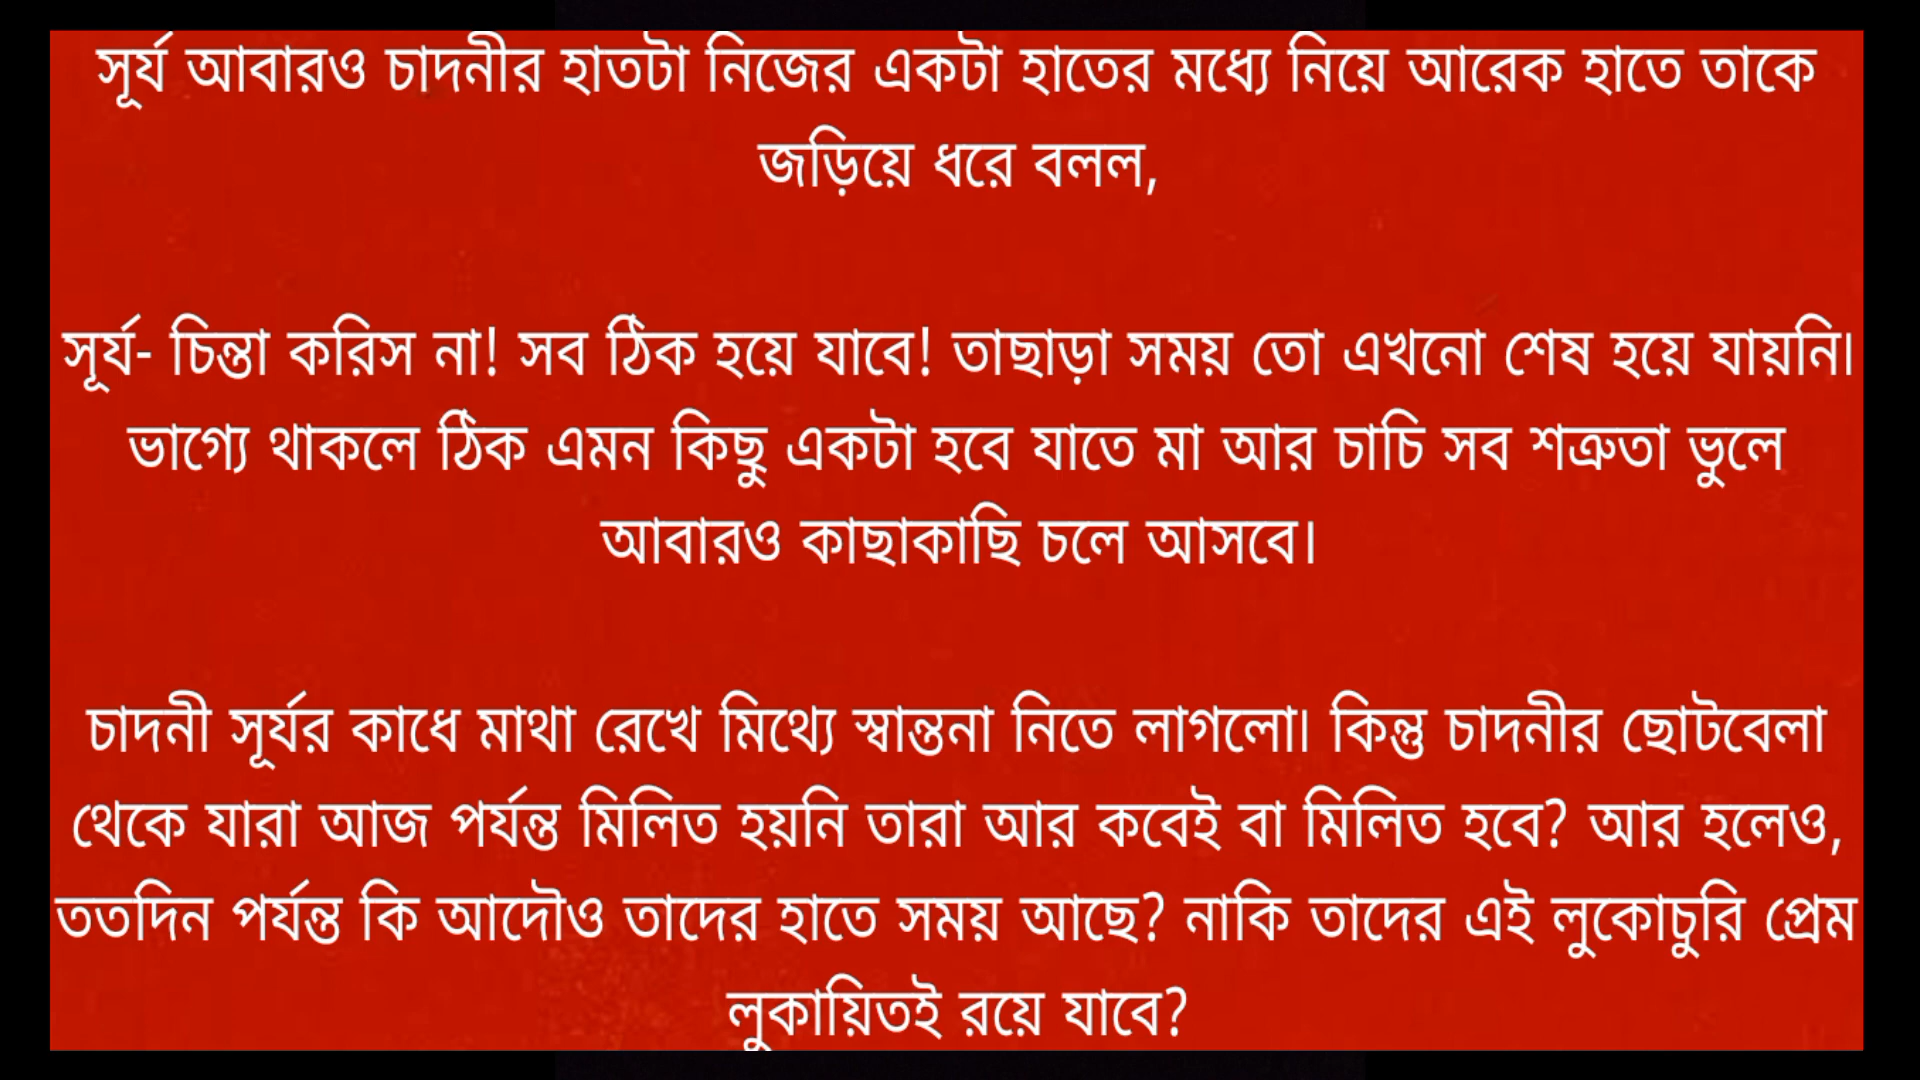 সূর্য আবারও চাদনীর হাতটা নিজের একটা হাতের মধ্যে নিয়ে আরেক হাতে তাকে
জড়িয়ে ধরে বলল,
সূর্য- চিন্তা করিস না! সব ঠিক হয়ে যাবে! তাছাড়া সময় তো এখনো শেষ হয়ে যায়নি।
ভাগ্যে থাকলে ঠিক এমন কিছু একটা হবে যাতে মা আর চাচি সব শত্রুতা ভুলে
আবারও কাছাকাছি চলে আসবে।
চাদনী সূর্যর কাধে মাথা রেখে মিথ্যে স্বান্তনা নিতে লাগলো। কিন্তু চাদনীর ছোটবেলা
থেকে যারা আজ পর্যন্ত মিলিত হয়নি তারা আর কবেই বা মিলিত হবে? আর হলেও,
ততদিন পর্যন্ত কি আদৌও তাদের হাতে সময় আছে? নাকি তাদের এই লুকোচুরি প্রেম
লুকায়িতই রয়ে যাবে?